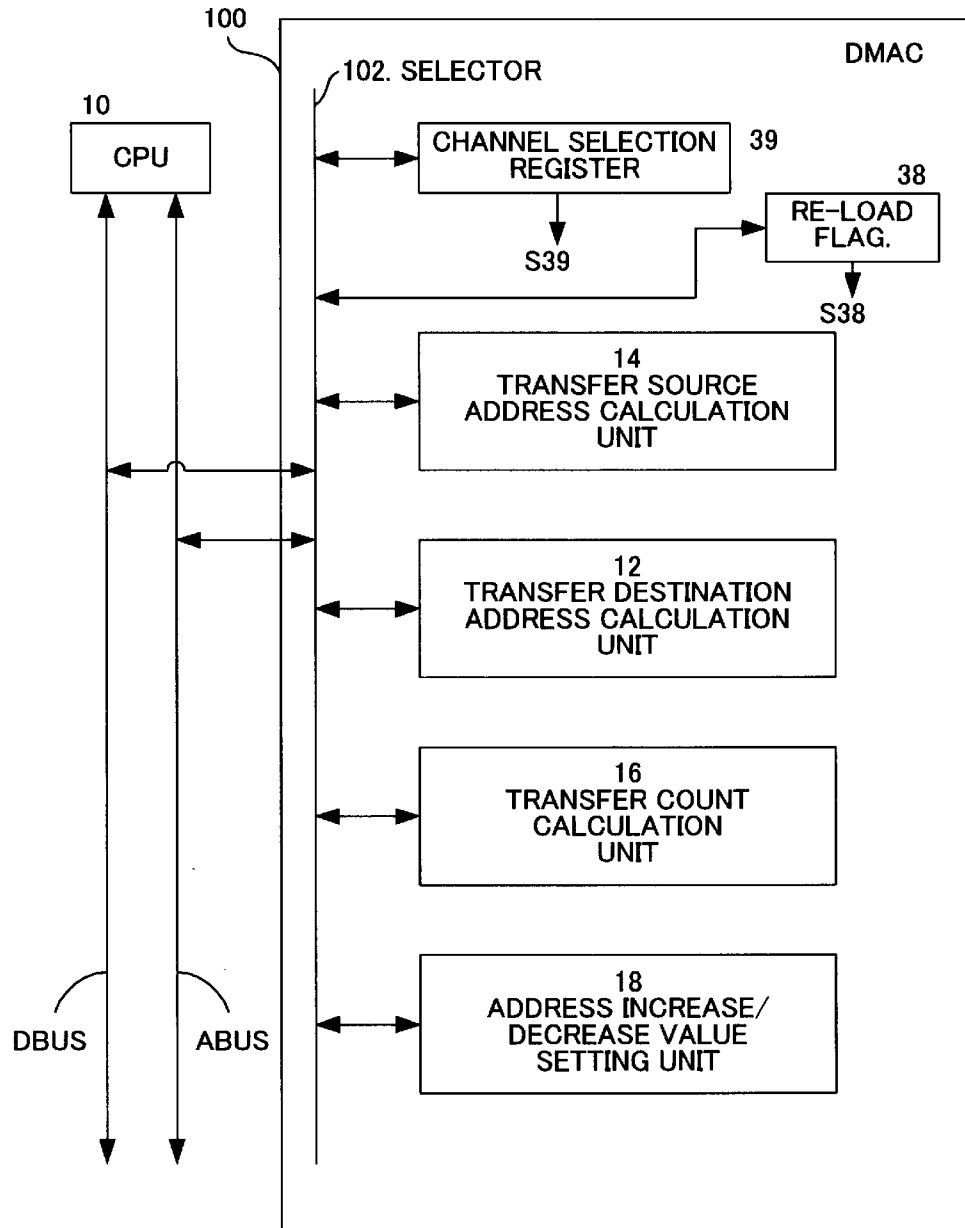 100
DMAC
102. SELECTOR
10
CPU
CHANNEL SELECTION
REGISTER
39
38
RE-LOAD
FLAG.
S39
S38
14
TRANSFER SOURCE
ADDRESS CALCULATION
UNIT
12
TRANSFER DESTINATION
ADDRESS CALCULATION
UNIT
16
TRANSFER COUNT
CALCULATION
UNIT
18
ADDRESS INCREASE/
DECREASE VALUE
SETTING UNIT
DBUS
ABUS